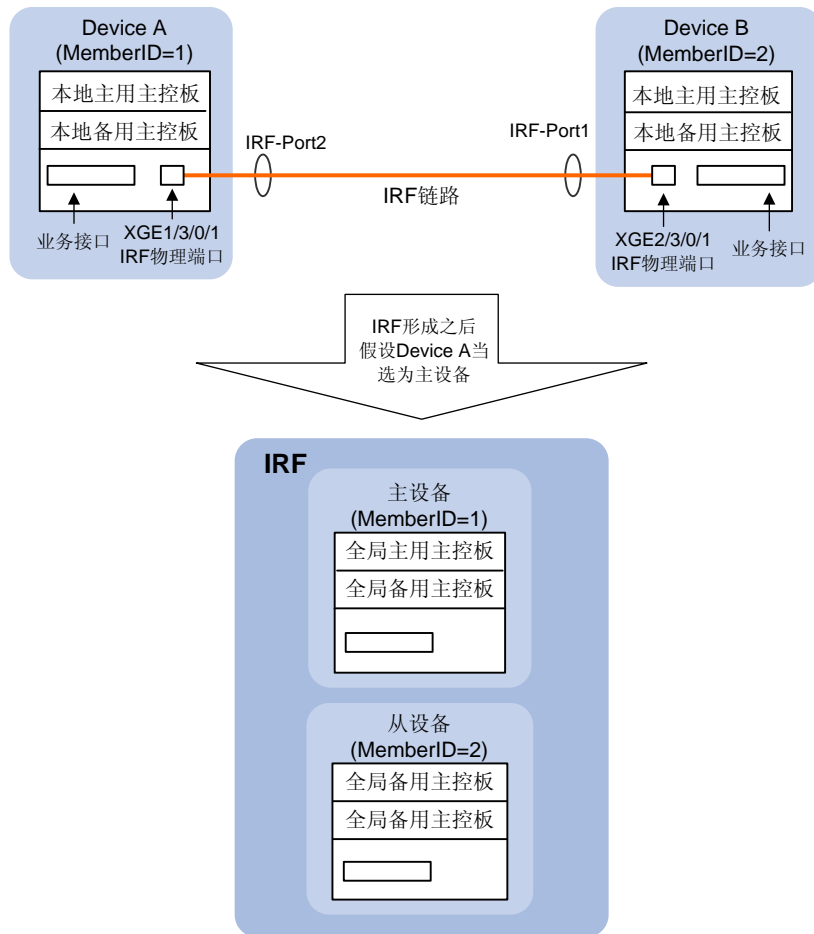 Device A
(MemberID=1)
本地主用主控板
本地备用主控板
业务接口
XGE1/3/0/1
IRF物理端口
IRF-Port2
IRF链路
IRF-Port1
Device B
(MemberID=2)
本地主用主控板
本地备用主控板
XGE2/3/0/1
IRF物理端口
业务接口
IRF形成之后
假设Device A当
选为主设备
IRF
主设备
(MemberID=1)
全局主用主控板
全局备用主控板
从设备
(MemberID=2)
全局备用主控板
全局备用主控板